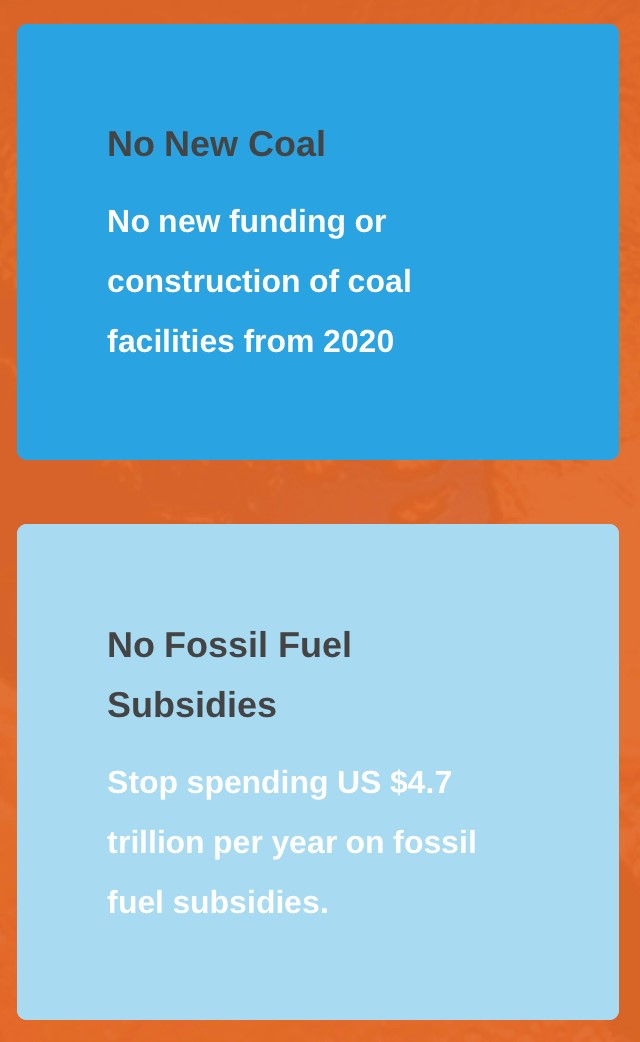 No New Coal
No new funding or
construction of coal
facilities from 2020
No Fossil Fuel
Subsidies
Stop spending US $4.7
trillion per year on fossil
fuel subsidies.